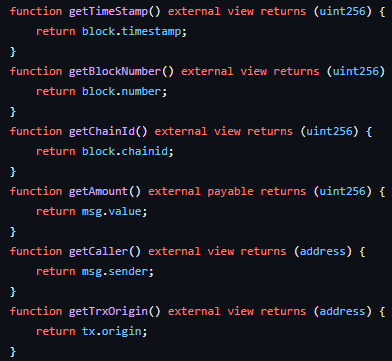 function getTimeStamp() external view returns (uint256) {
    return block.timestamp;
}
function getBlockNumber() external view returns (uint256)
    return block.number;
}
function getChainId() external view returns (uint256) {
    return block.chainid;
}
function getAmount() external payable returns (uint256) {
    return msg.value;
}
function getCaller() external view returns (address) {
    return msg.sender;
}
function getTrxOrigin() external view returns (address) {
    return tx.origin;
}